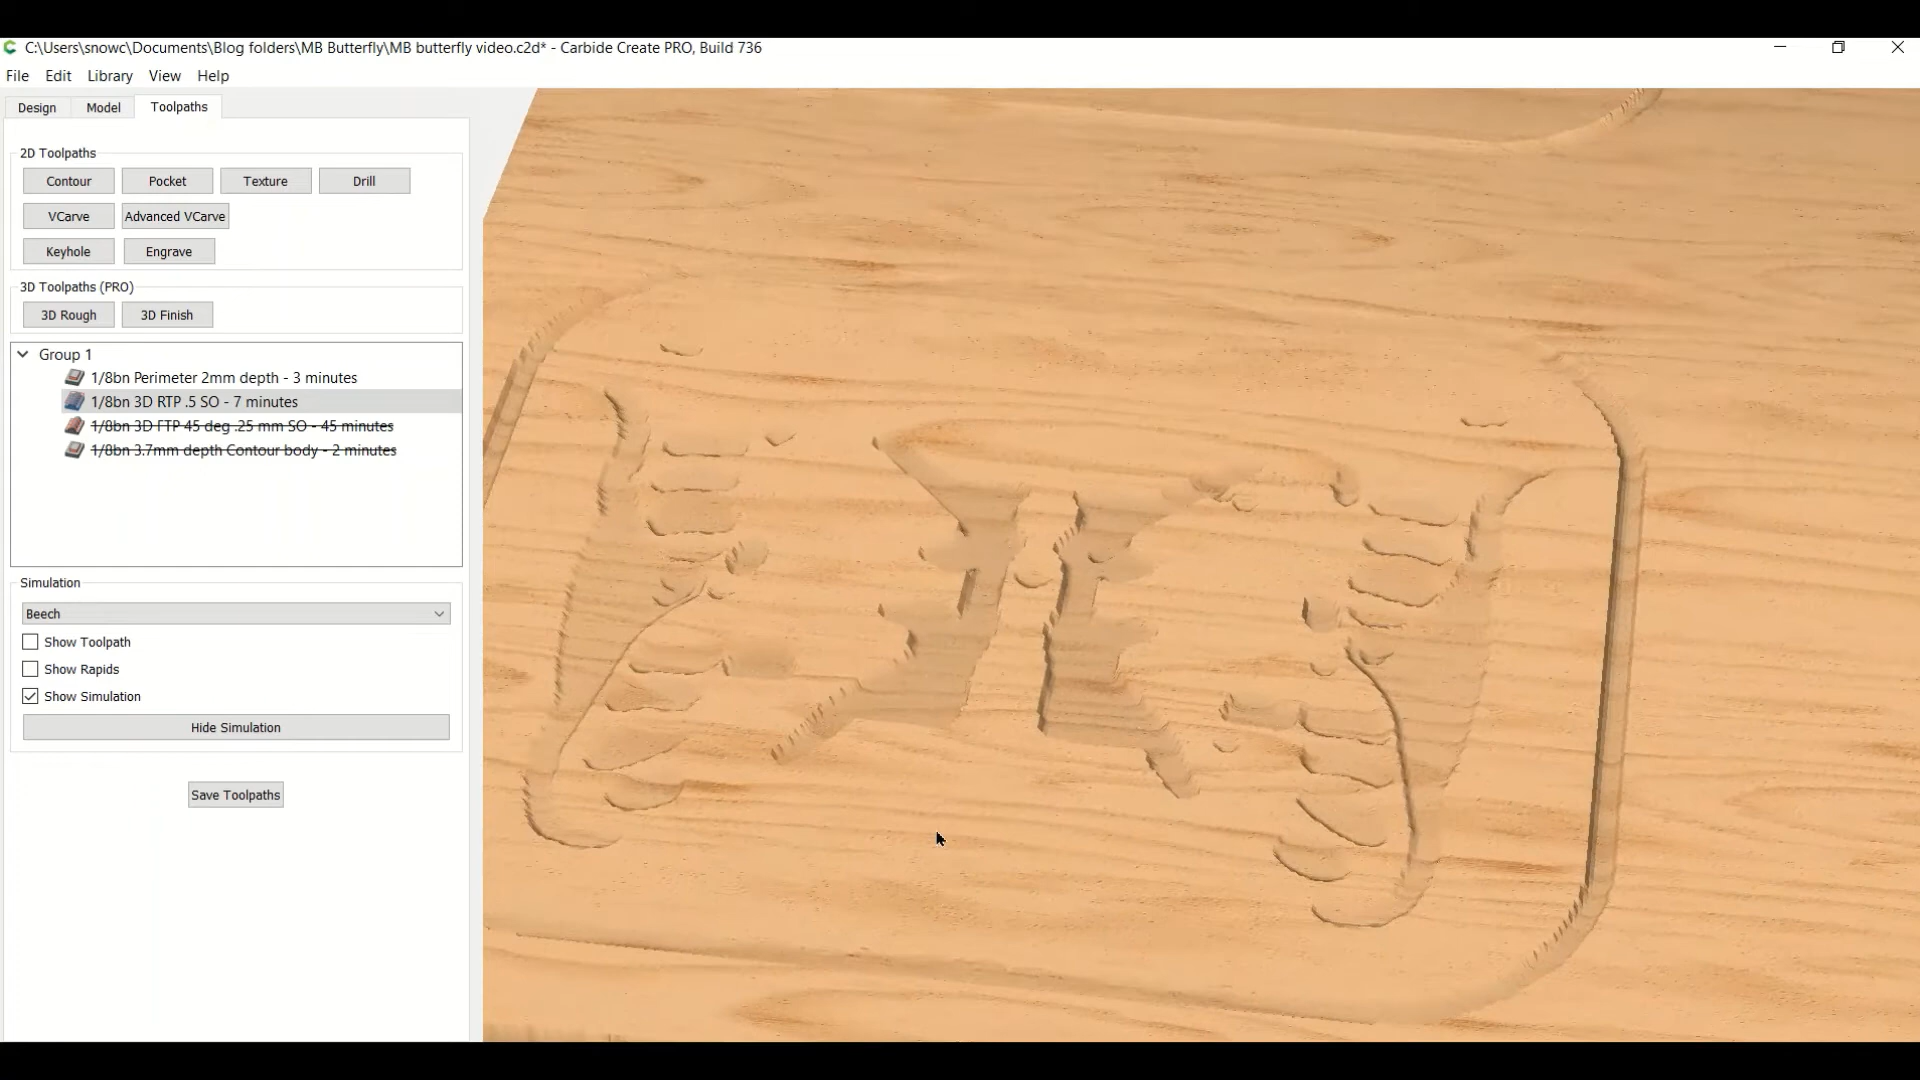 C:\Users\snowc\Documents\Blog folders\MB Butterfly\MB butterfly video.c2d* - Carbide Create PRO, Build 736
File Edit Library View Help
Design Model Toolpaths
2D Toolpaths
Contour Pocket Texture Drill
VCarve Advanced VCarve
Keyhole Engrave
3D Toolpaths (PRO)
3D Rough 3D Finish
Group 1
1/8bn Perimeter 2mm depth - 3 minutes
1/8bn 3D RTP .5 SO - 7 minutes
1/8bn 3D FTP 45 deg .25 mm SO - 45 minutes
1/8bn 3.7mm depth Contour body - 2 minutes
Simulation
Beech
Show Toolpath
Show Rapids
Show Simulation
Hide Simulation
Save Toolpaths